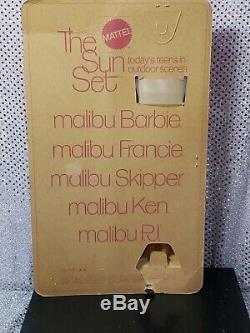 MATTEL
The
Sun
Set
today's teens in
outdoor scenes
malibu Barbie
malibu Francie
malibu Skipper
malibu Ken
malibu P.J.